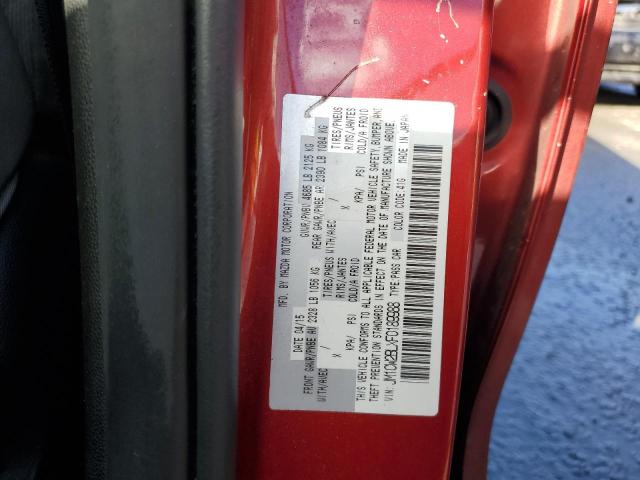 MFD. BY MAZDA MOTOR CORPORATION
DATE 04/15 GVWR/PNBV 4685 LB 2125 KG
FRONT GAWR/PNBE AV 2328 LB 1056 KG REAR GAWR/PNBE AR 2390 LB 1084 KG
WITH/AVEC TIRES/PNEUS WITH/AVEC TIRES/PNEUS
X RIMS/JANTES X RIMS/JANTES
KPA/ PSI COLD/A FROID KPA/ PSI COLD/A FROID
THIS VEHICLE CONFORMS TO ALL APPLICABLE FEDERAL MOTOR VEHICLE SAFETY, BUMPER, AND
THEFT PREVENTION STANDARDS IN EFFECT ON THE DATE OF MANUFACTURE SHOWN ABOVE.
VIN: JM1CW2BLXF0189998 TYPE: PASS CAR COLOR CODE: 41G MADE IN JAPAN